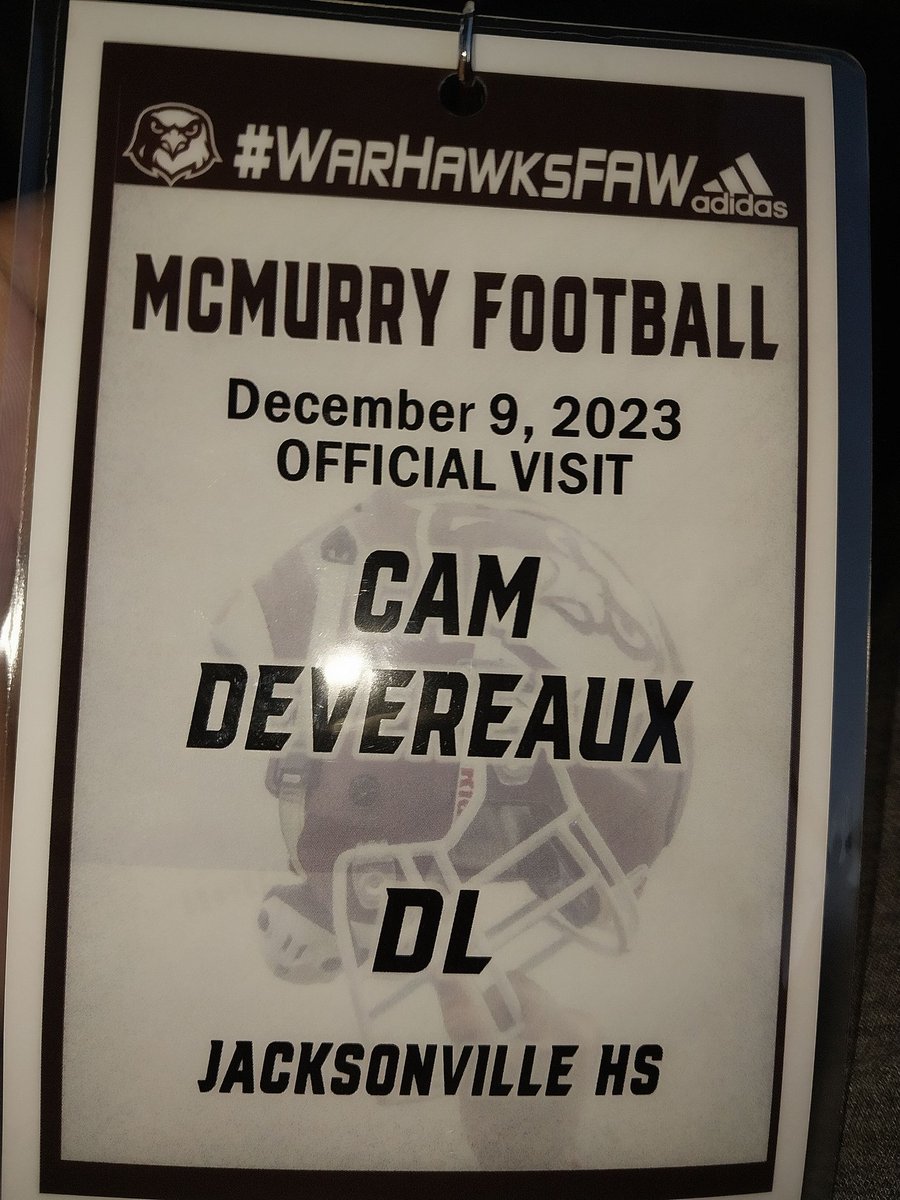 #WARHAWKSFAW
adidas
MCMURRY FOOTBALL
December 9, 2023
OFFICIAL VISIT
CAM
DEVEREAUX
DL
JACKSONVILLE HS